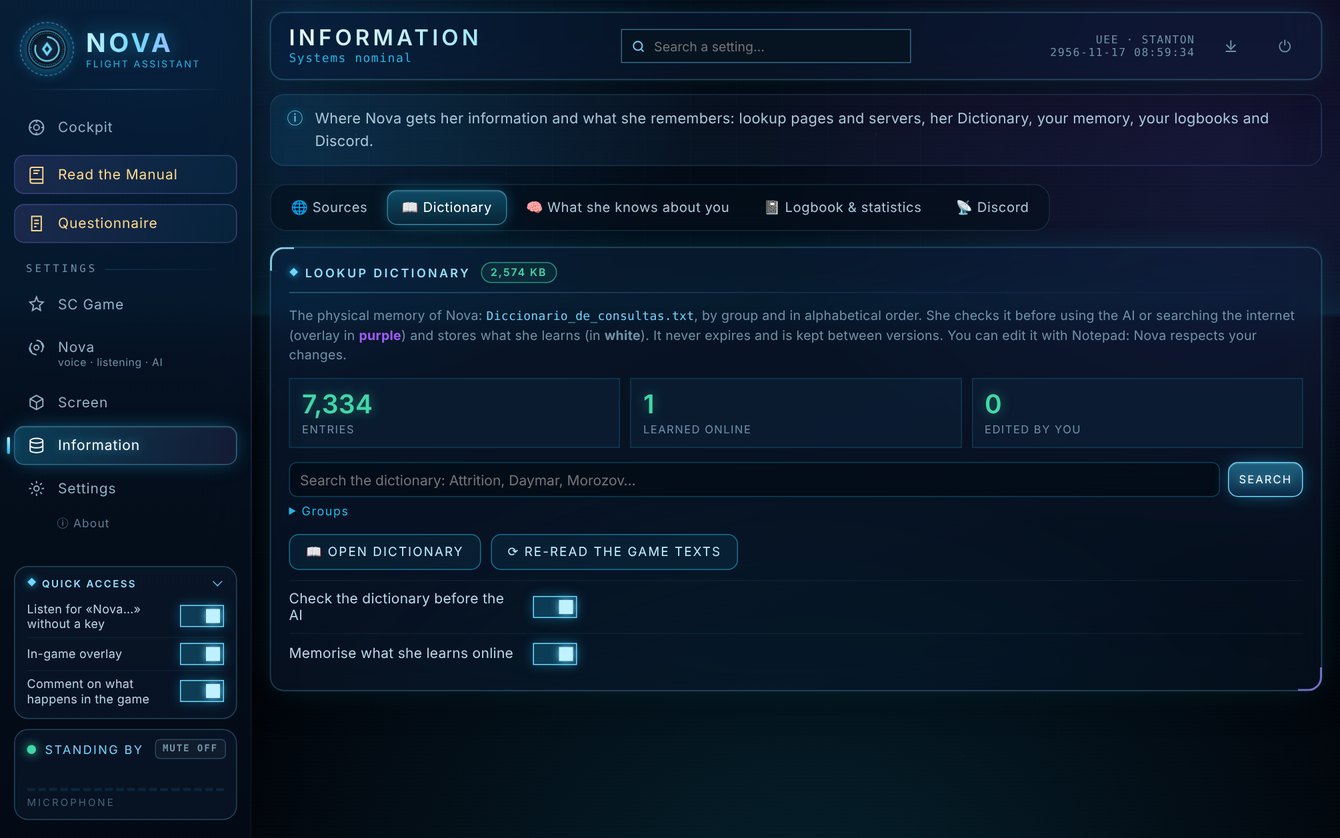 NOVA
FLIGHT ASSISTANT
Cockpit
Read the Manual
Questionnaire
SETTINGS
SC Game
Nova
voice · listening · AI
Screen
Information
Settings
ⓘ About
QUICK ACCESS
Listen for «Nova...»
without a key
In-game overlay
Comment on what
happens in the game
STANDING BY
MUTE OFF
MICROPHONE
INFORMATION
Systems nominal
Search a setting...
UEE · STANTON
2956-11-17 08:59:34
Where Nova gets her information and what she remembers: lookup pages and servers, her Dictionary, your memory, your logbooks and
Discord.
Sources
Dictionary
What she knows about you
Logbook & statistics
Discord
LOOKUP DICTIONARY
2,574 KB
The physical memory of Nova: Diccionario_de_consultas.txt, by group and in alphabetical order. She checks it before using the AI or searching the internet
(overlay in purple) and stores what she learns (in white). It never expires and is kept between versions. You can edit it with Notepad: Nova respects your
changes.
7,334
ENTRIES
1
LEARNED ONLINE
0
EDITED BY YOU
Search the dictionary: Attrition, Daymar, Morozov...
SEARCH
Groups
OPEN DICTIONARY
⟳ RE-READ THE GAME TEXTS
Check the dictionary before the
AI
Memorise what she learns online